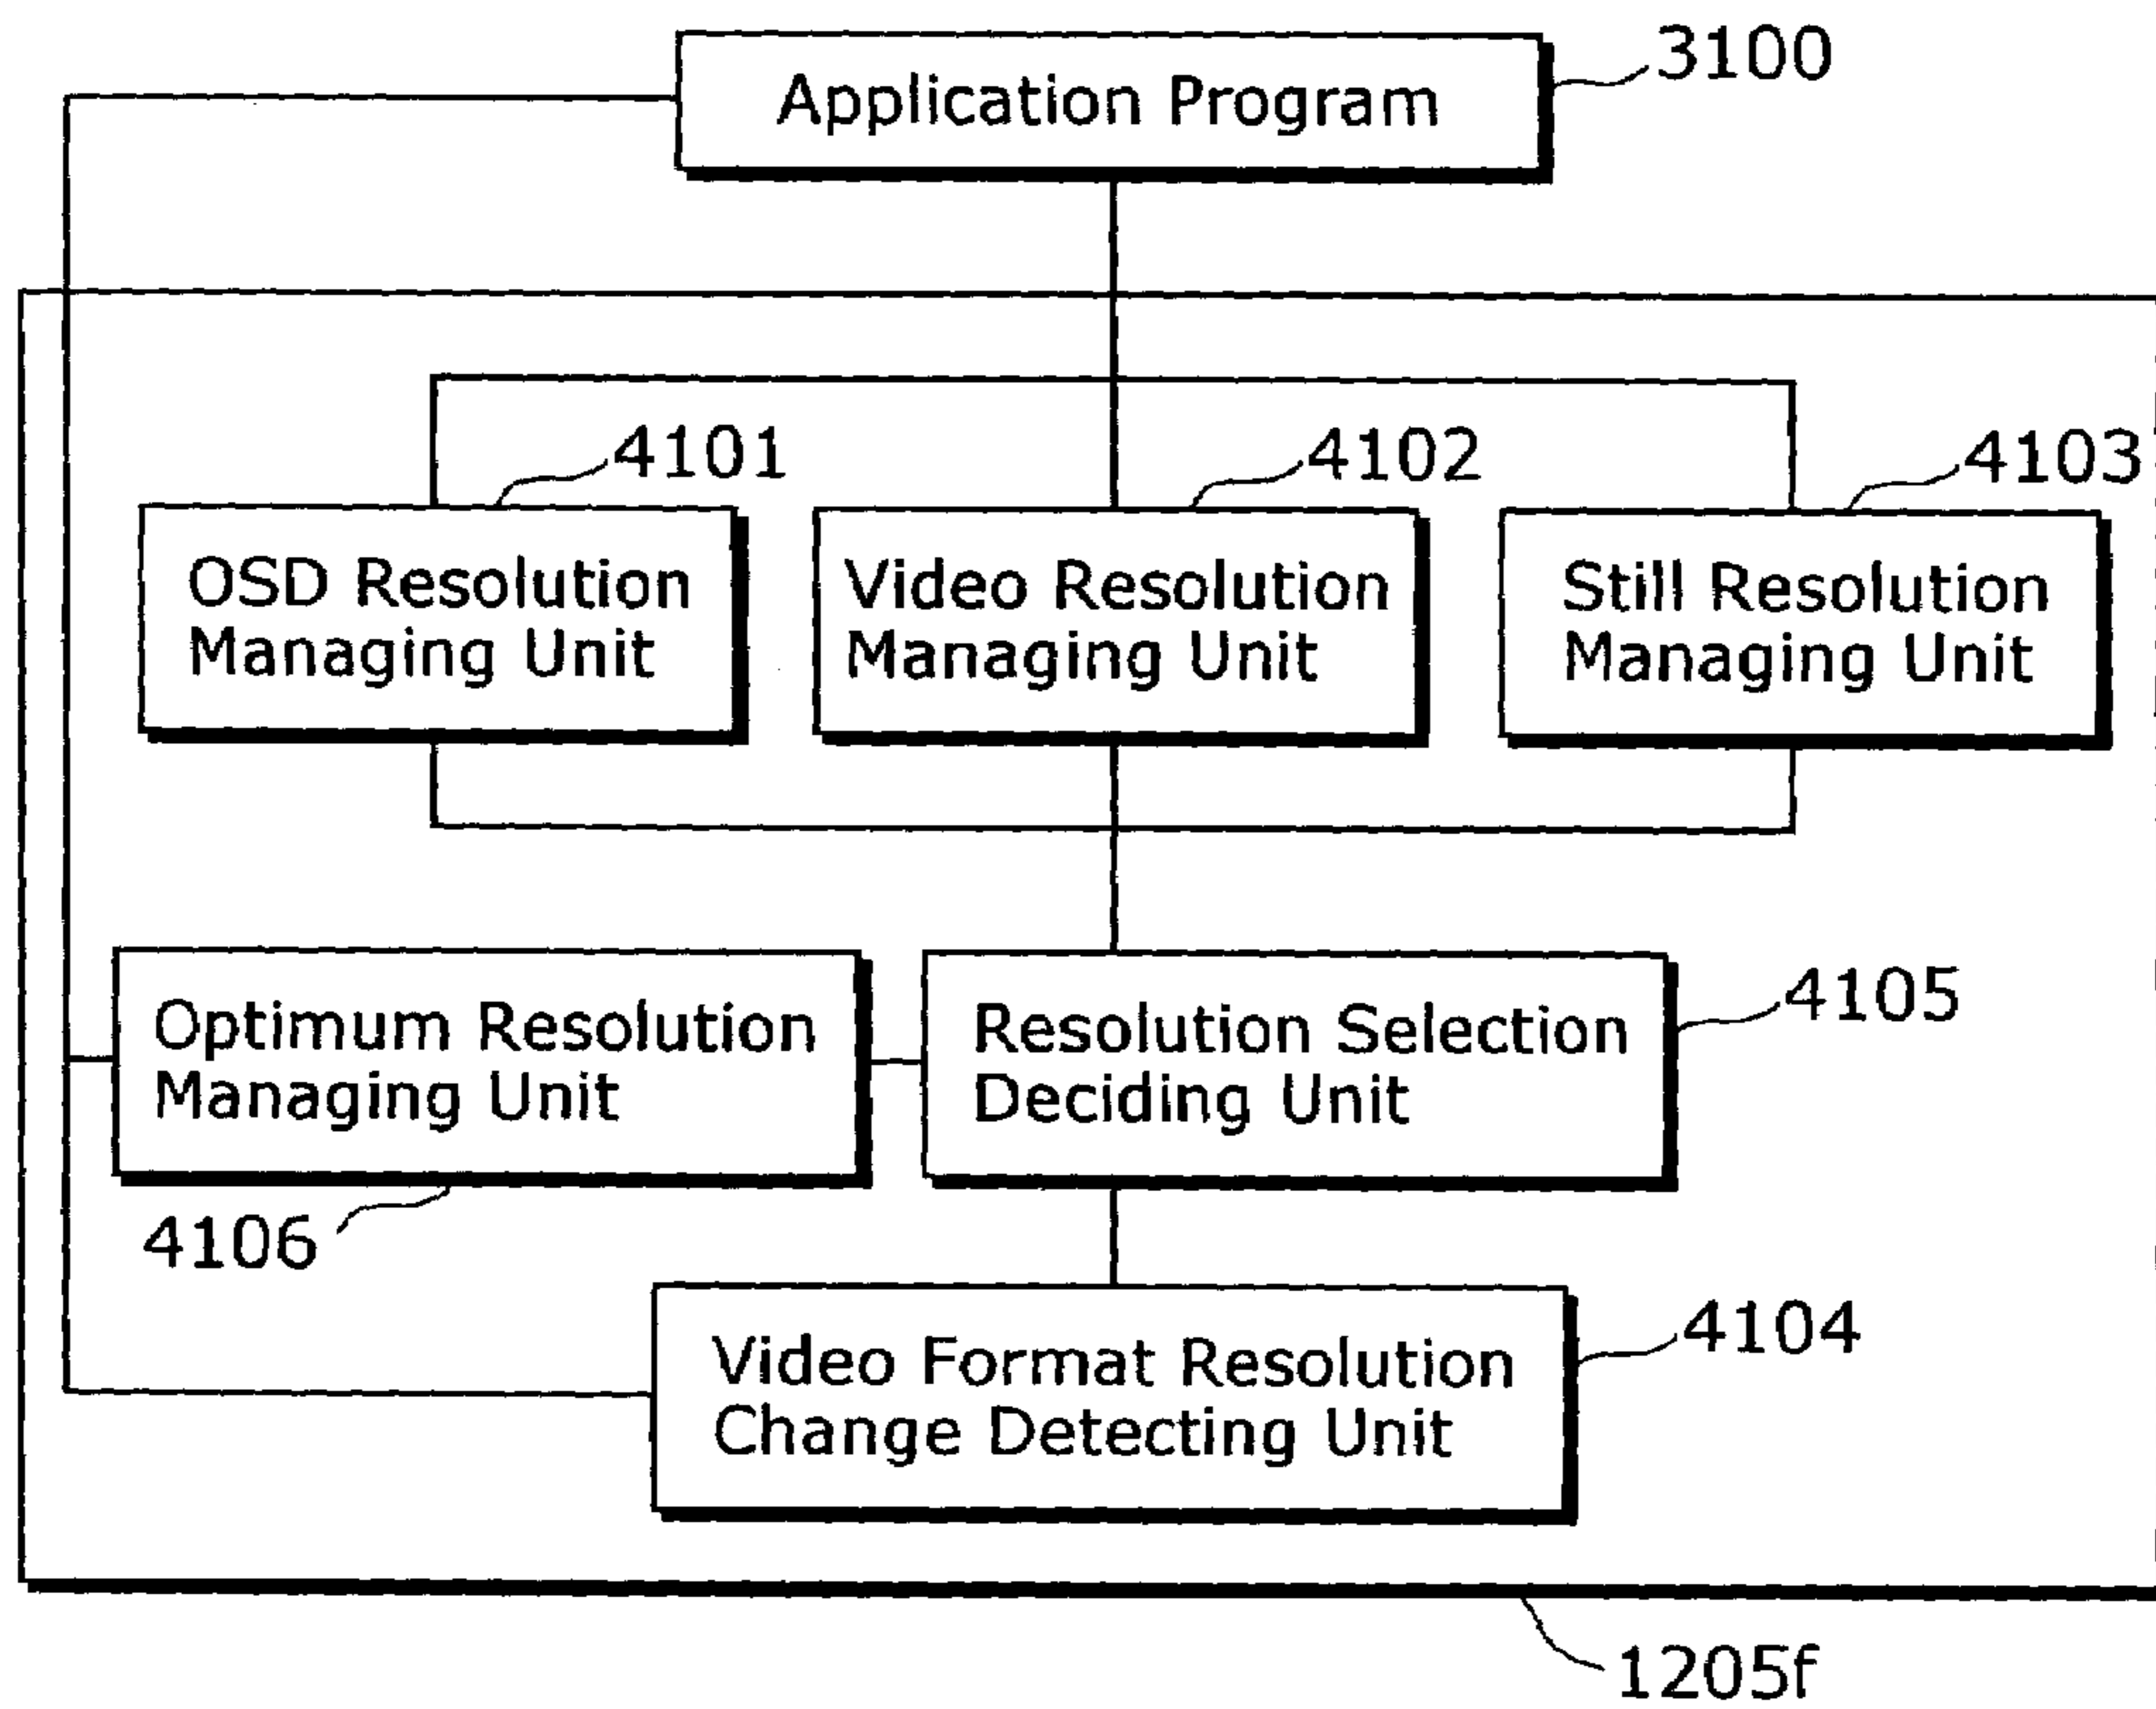 3100
Application Program
4101
4102
4103
OSD Resolution
Managing Unit
Video Resolution
Managing Unit
Still Resolution
Managing Unit
Optimum Resolution
Managing Unit
Resolution Selection
Deciding Unit
4105
4106
Video Format Resolution
Change Detecting Unit
4104
1205f